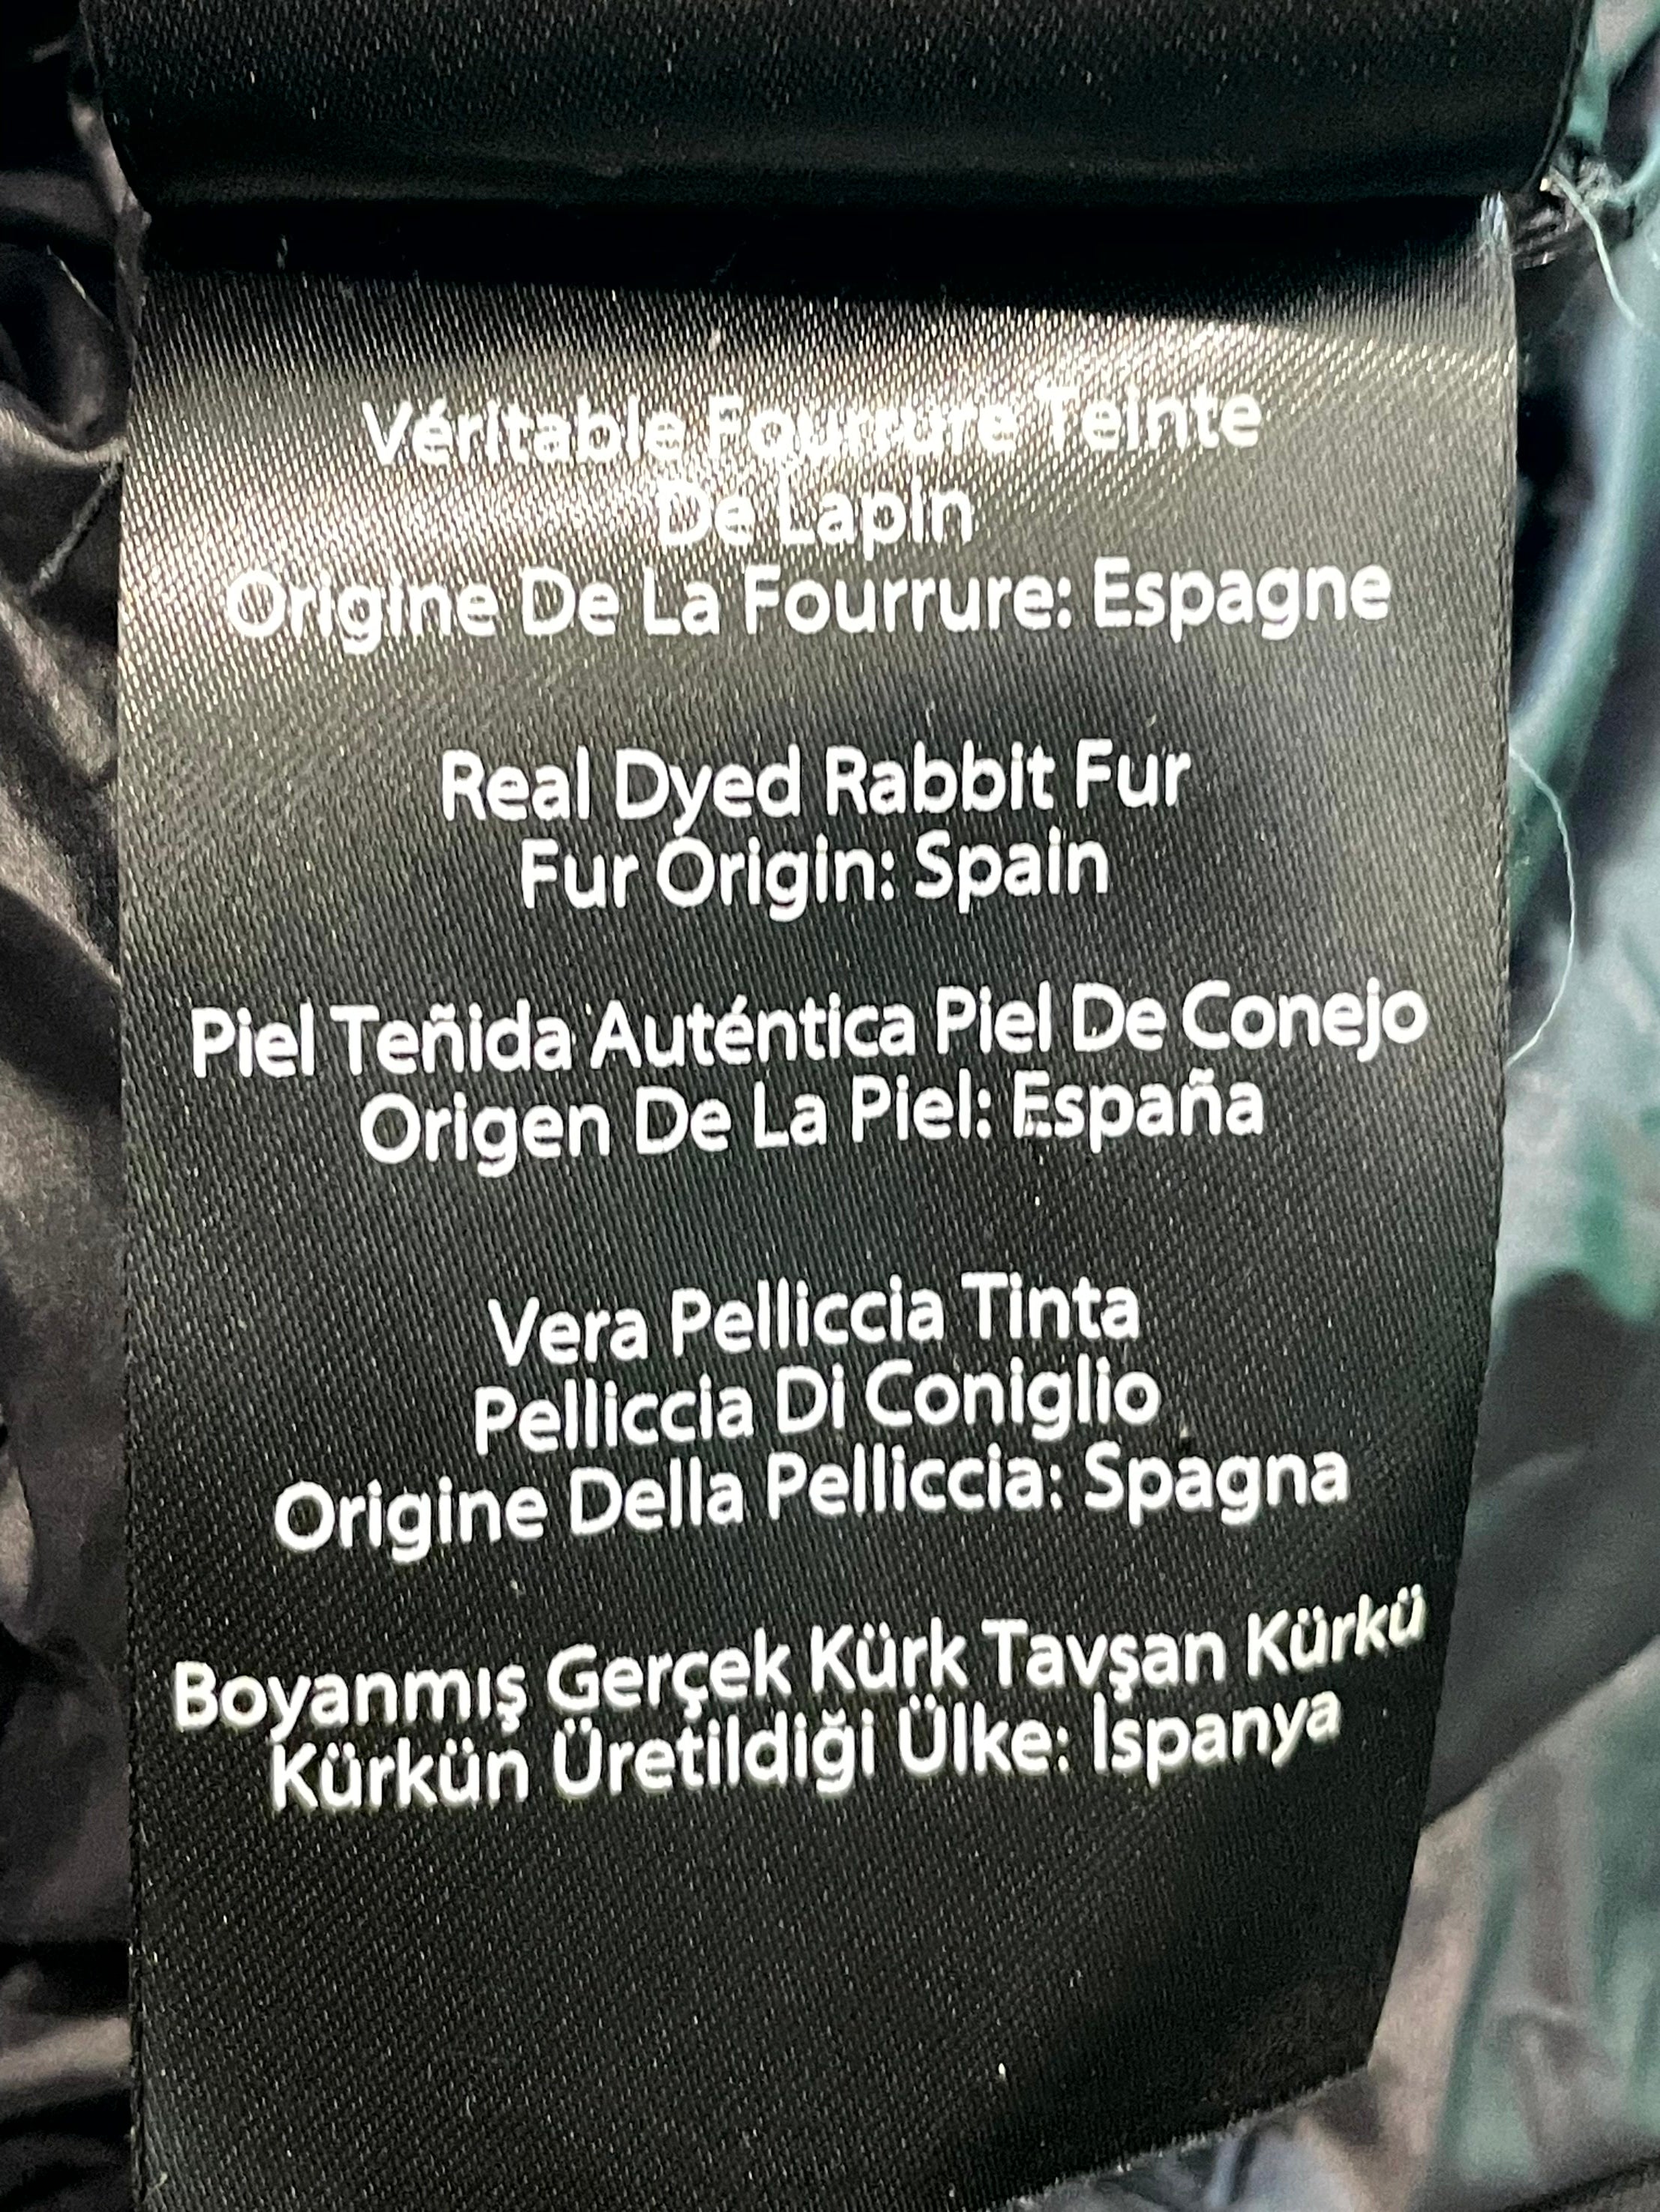 Véritable Fourrure Teinte
De Lapin
Origine De La Fourrure: Espagne
Real Dyed Rabbit Fur
Fur Origin: Spain
Piel Teñida Auténtica Piel De Conejo
Origen De La Piel: España
Vera Pelliccia Tinta
Pelliccia Di Coniglio
Origine Della Pelliccia: Spagna
Boyanmış Gerçek Kürk Tavşan Kürkü
Kürkün Üretildiği Ülke: İspanya